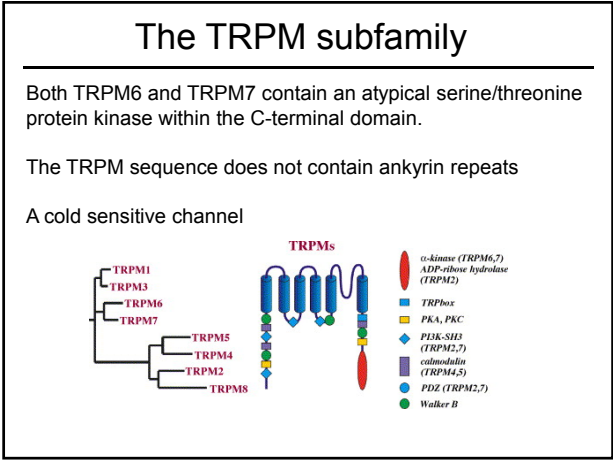 The TRPM subfamily
Both TRPM6 and TRPM7 contain an atypical serine/threonine
protein kinase within the C-terminal domain.
The TRPM sequence does not contain ankyrin repeats
A cold sensitive channel
TRPMs
TRPM1
TRPM3
TRPM6
TRPM7
TRPM5
TRPM4
TRPM2
TRPM8
α-kinase (TRPM6,7)
ADP-ribose hydrolase
(TRPM2)
TRPbox
PKA, PKC
PI3K-SH3
(TRPM2,7)
calmodulin
(TRPM4,5)
PDZ (TRPM2,7)
Walker B